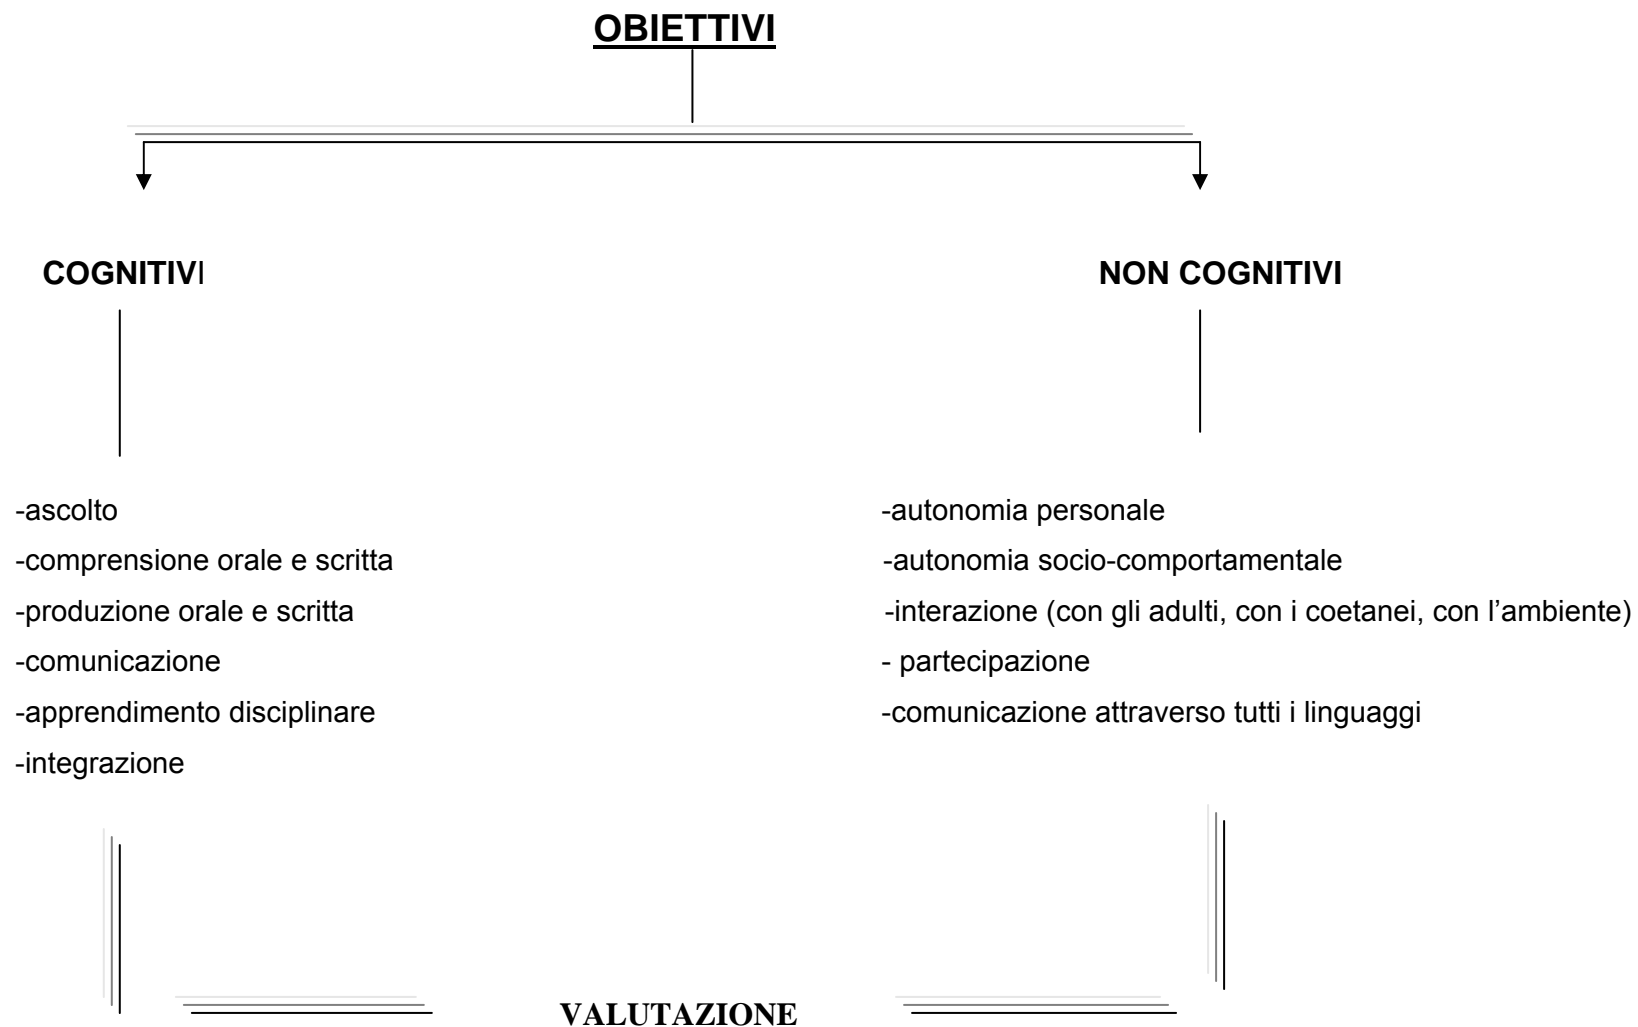 OBIETTIVI
COGNITIVI
NON COGNITIVI
-ascolto
-comprensione orale e scritta
-produzione orale e scritta
-comunicazione
-apprendimento disciplinare
-integrazione
-autonomia personale
-autonomia socio-comportamentale
-interazione (con gli adulti, con i coetanei, con l’ambiente)
- partecipazione
-comunicazione attraverso tutti i linguaggi
VALUTAZIONE